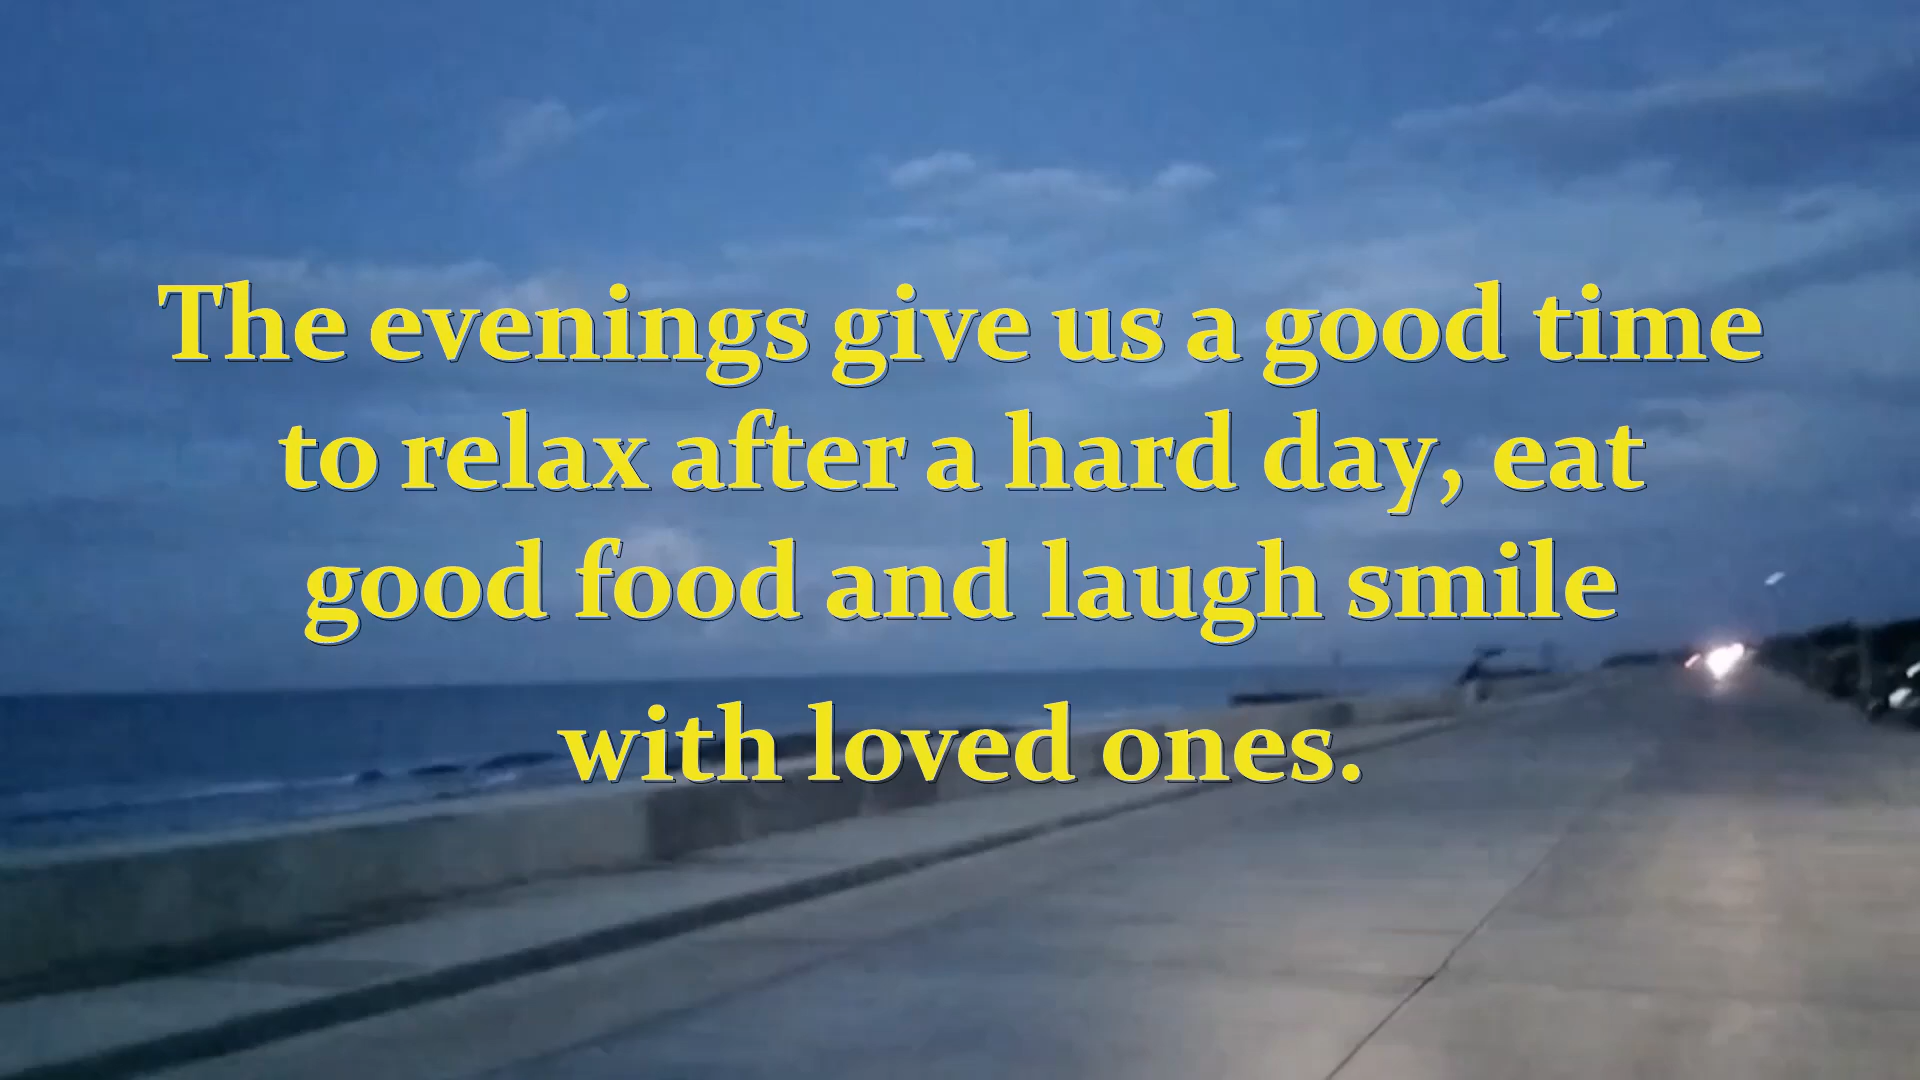 The evenings give us a good time
to relax after a hard day, eat
good food and laugh smile
with loved ones.